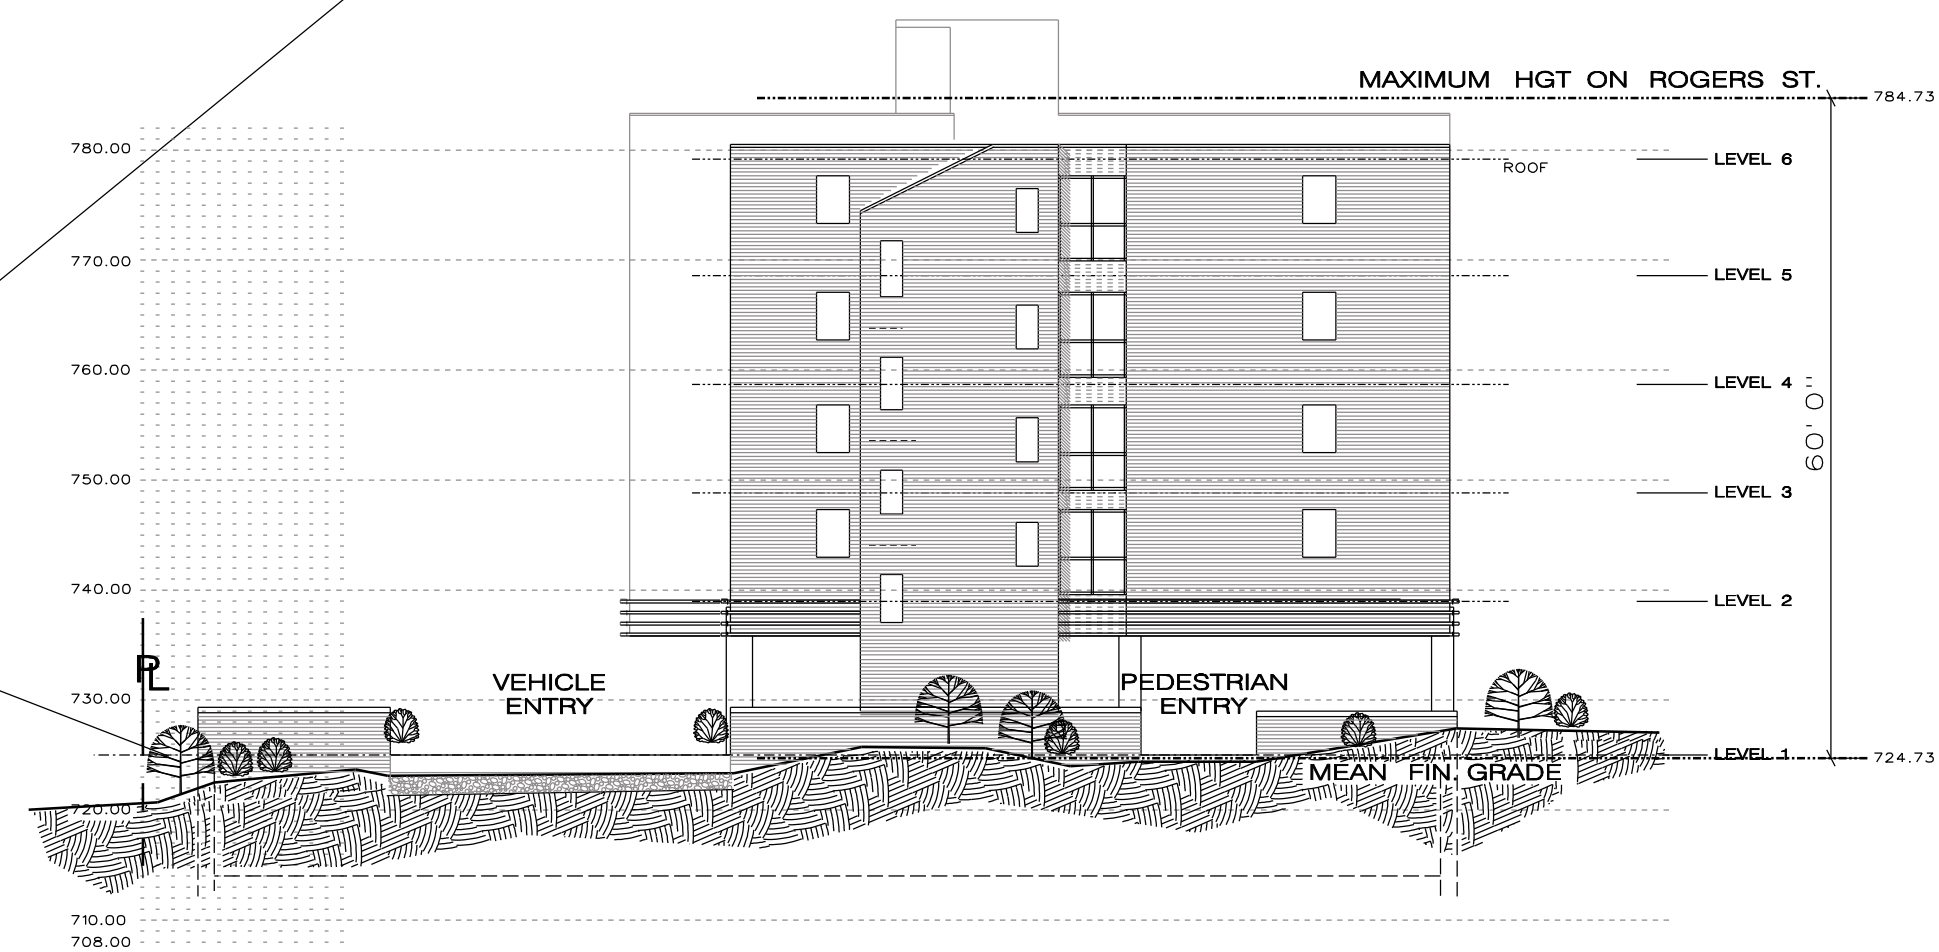 MAXIMUM HGT ON ROGERS ST.
784.73
780.00
LEVEL 6
ROOF
770.00
LEVEL 5
760.00
LEVEL 4
60'.0"
750.00
LEVEL 3
740.00
LEVEL 2
PL
730.00
VEHICLE
ENTRY
PEDESTRIAN
ENTRY
LEVEL 1
724.73
MEAN FIN. GRADE
720.00
710.00
708.00